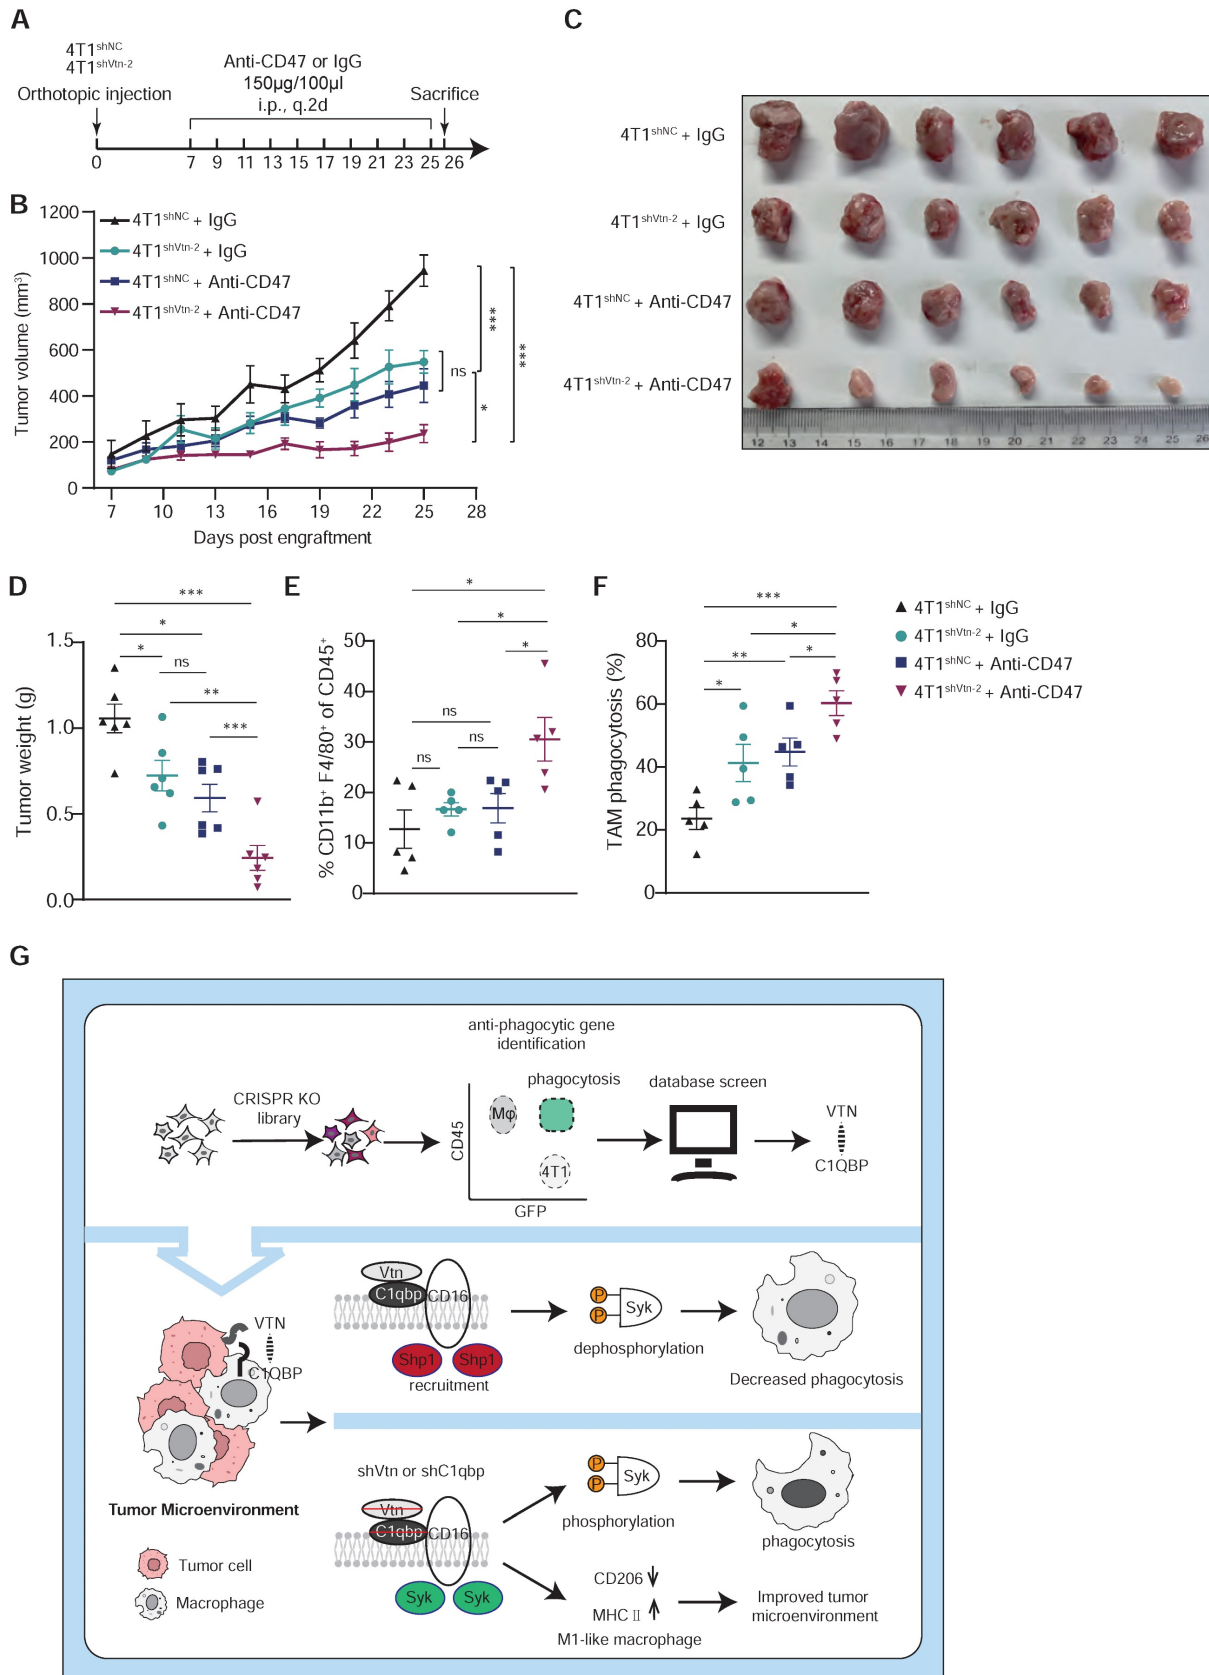 A
4T1shNC
4T1shVtn-2
Orthotopic injection
Anti-CD47 or IgG
150μg/100μl
i.p., q.2d
Sacrifice
0 7 9 11 13 15 17 19 21 23 25 26
B
1200
1000
800
600
400
200
0
Tumor volume (mm3)
4T1shNC + IgG
4T1shVtn-2 + IgG
4T1shNC + Anti-CD47
4T1shVtn-2 + Anti-CD47
ns
*
***
***
7 10 13 16 19 22 25 28
Days post engraftment
C
4T1shNC + IgG
4T1shVtn-2 + IgG
4T1shNC + Anti-CD47
4T1shVtn-2 + Anti-CD47
12 13 14 15 16 17 18 19 20 21 22 23 24 25 26
D
***
*
* ns
**
***
1.5
1.0
0.5
0.0
Tumor weight (g)
E
*
*
*
ns
ns ns
50
40
30
20
10
0
% CD11b+ F4/80+ of CD45+
F
***
*
** *
*
80
60
40
20
0
TAM phagocytosis (%)
4T1shNC + IgG
4T1shVtn-2 + IgG
4T1shNC + Anti-CD47
4T1shVtn-2 + Anti-CD47
G
anti-phagocytic gene
identification
CRISPR KO
library
phagocytosis
Mφ
4T1
CD45
GFP
database screen
VTN
C1QBP
VTN
C1QBP
Tumor Microenvironment
Tumor cell
Macrophage
Vtn
C1qbp CD16
Shp1 Shp1
recruitment
P
P
Syk
dephosphorylation
Decreased phagocytosis
shVtn or shC1qbp
Vtn
C1qbp CD16
Syk Syk
P
P
Syk
phosphorylation
phagocytosis
CD206
MHC II
M1-like macrophage
Improved tumor
microenvironment